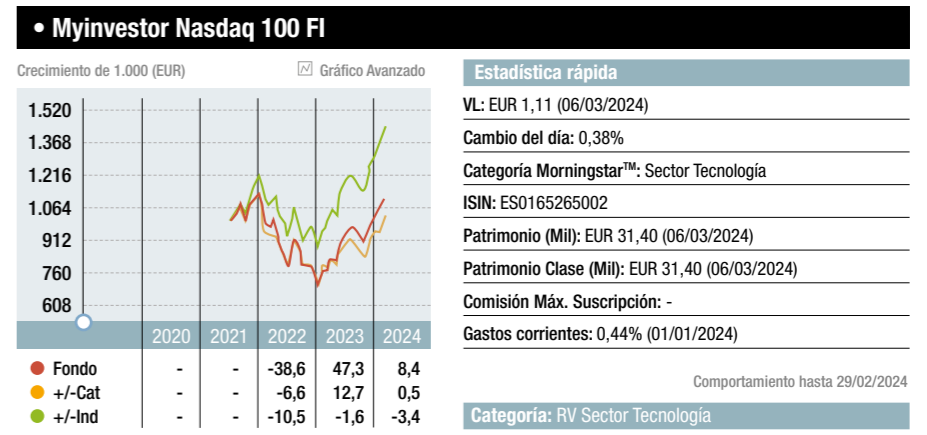 • Myinvestor Nasdaq 100 FI
Crecimiento de 1.000 (EUR) Gráfico Avanzado
1.520
1.368
1.216
1.064
912
760
608
2020 2021 2022 2023 2024
Fondo - - -38,6 47,3 8,4
+/-Cat - - -6,6 12,7 0,5
+/-Ind - - -10,5 -1,6 -3,4
Estadística rápida
VL: EUR 1,11 (06/03/2024)
Cambio del día: 0,38%
Categoría Morningstar™: Sector Tecnología
ISIN: ES0165265002
Patrimonio (Mil): EUR 31,40 (06/03/2024)
Patrimonio Clase (Mil): EUR 31,40 (06/03/2024)
Comisión Máx. Suscripción: -
Gastos corrientes: 0,44% (01/01/2024)
Comportamiento hasta 29/02/2024
Categoría: RV Sector Tecnología